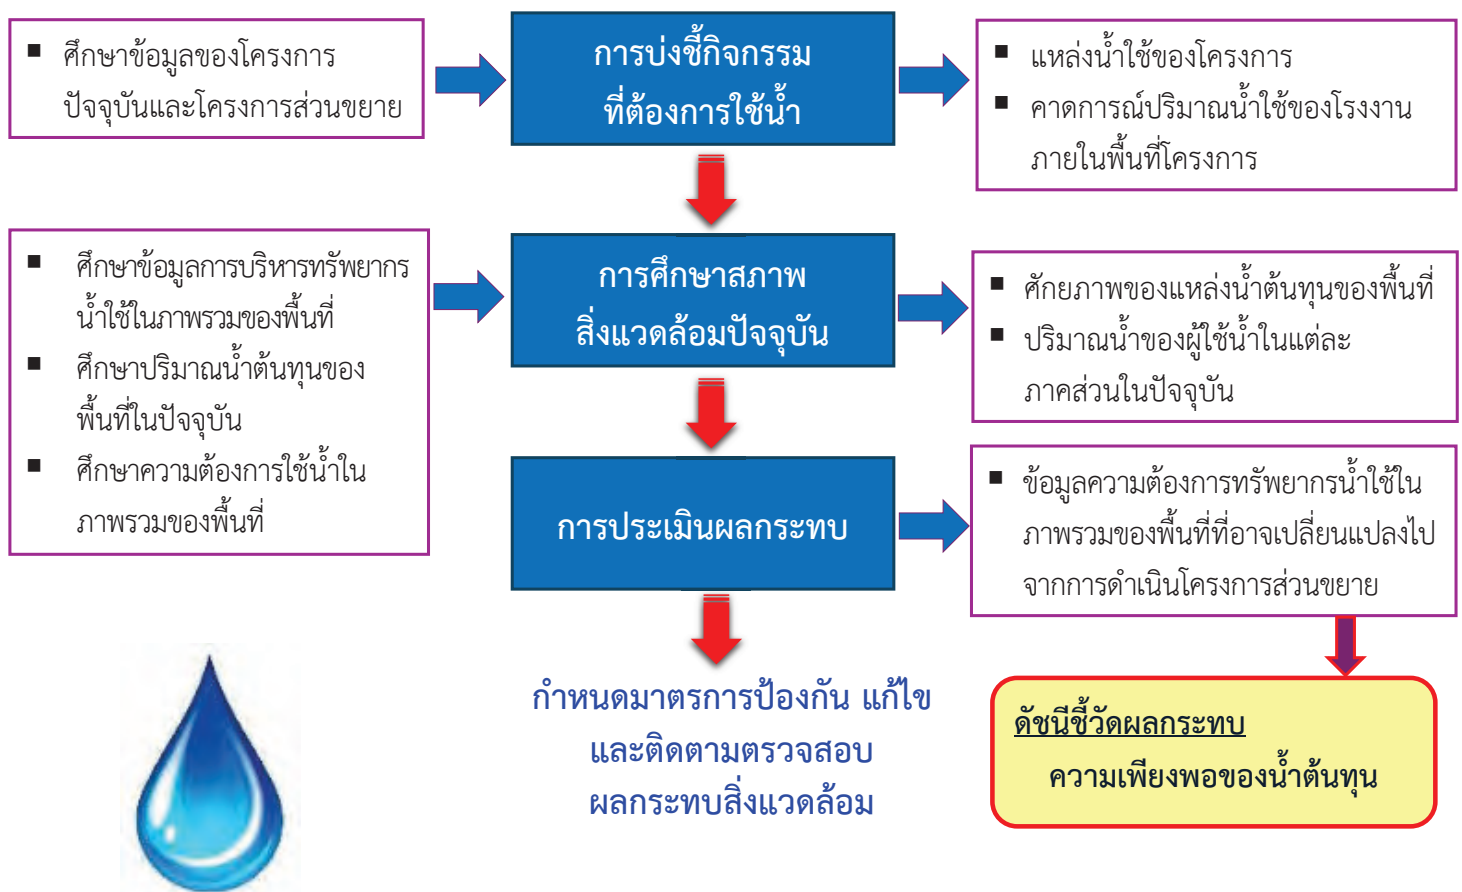 ■ ศึกษาข้อมูลของโครงการ
ปัจจุบันและโครงการส่วนขยาย
การบ่งชี้กิจกรรม
ที่ต้องการใช้น้ำ
■ แหล่งน้ำใช้ของโครงการ
■ คาดการณ์ปริมาณน้ำใช้ของโรงงาน
ภายในพื้นที่โครงการ
■ ศึกษาข้อมูลการบริหารทรัพยากร
น้ำใช้ในภาพรวมของพื้นที่
■ ศึกษาปริมาณน้ำต้นทุนของ
พื้นที่ในปัจจุบัน
■ ศึกษาความต้องการใช้น้ำใน
ภาพรวมของพื้นที่
การศึกษาสภาพ
สิ่งแวดล้อมปัจจุบัน
■ ศักยภาพของแหล่งน้ำต้นทุนของพื้นที่
■ ปริมาณน้ำของผู้ใช้น้ำในแต่ละ
ภาคส่วนในปัจจุบัน
การประเมินผลกระทบ
■ ข้อมูลความต้องการทรัพยากรน้ำใช้ใน
ภาพรวมของพื้นที่ที่อาจเปลี่ยนแปลงไป
จากการดำเนินโครงการส่วนขยาย
กำหนดมาตรการป้องกัน แก้ไข
และติดตามตรวจสอบ
ผลกระทบสิ่งแวดล้อม
ดัชนีชี้วัดผลกระทบ
ความเพียงพอของน้ำต้นทุน